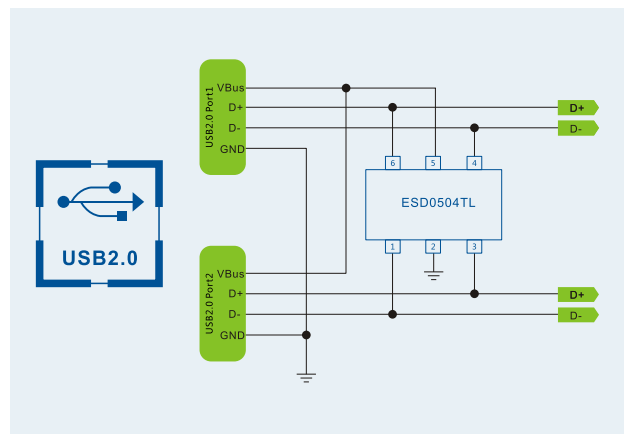 USB2.0 Port1
VBus
D+
D-
GND
D+
D-
6
5
4
ESD0504TL
1
2
3
USB2.0
USB2.0 Port2
VBus
D+
D-
GND
D+
D-